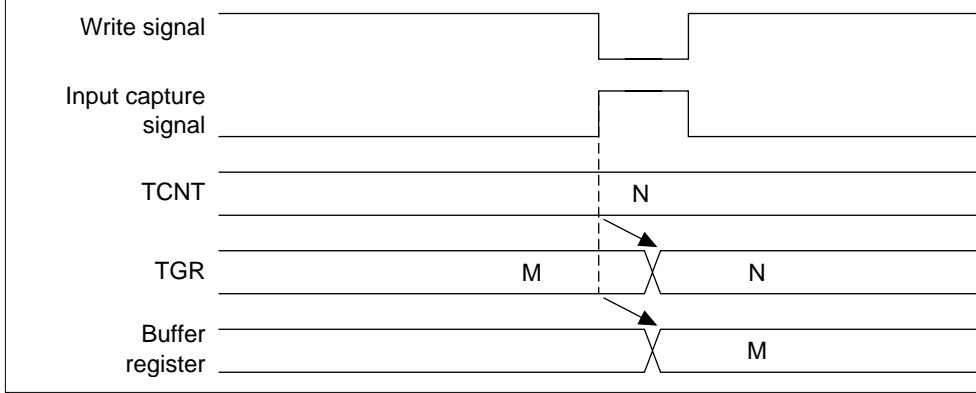 Write signal
Input capture
signal
TCNT
N
TGR
M
N
Buffer
register
M